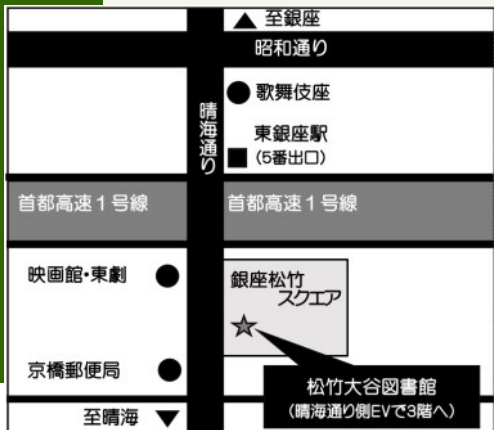 ▲ 至銀座
昭和通り
晴海通り
● 歌舞伎座
東銀座駅
■ (5番出口)
首都高速1号線
首都高速1号線
映画館・東劇 ●
銀座松竹
スクエア
☆
京橋郵便局 ●
松竹大谷図書館
(晴海通り側EVで3階へ)
至晴海 ▼